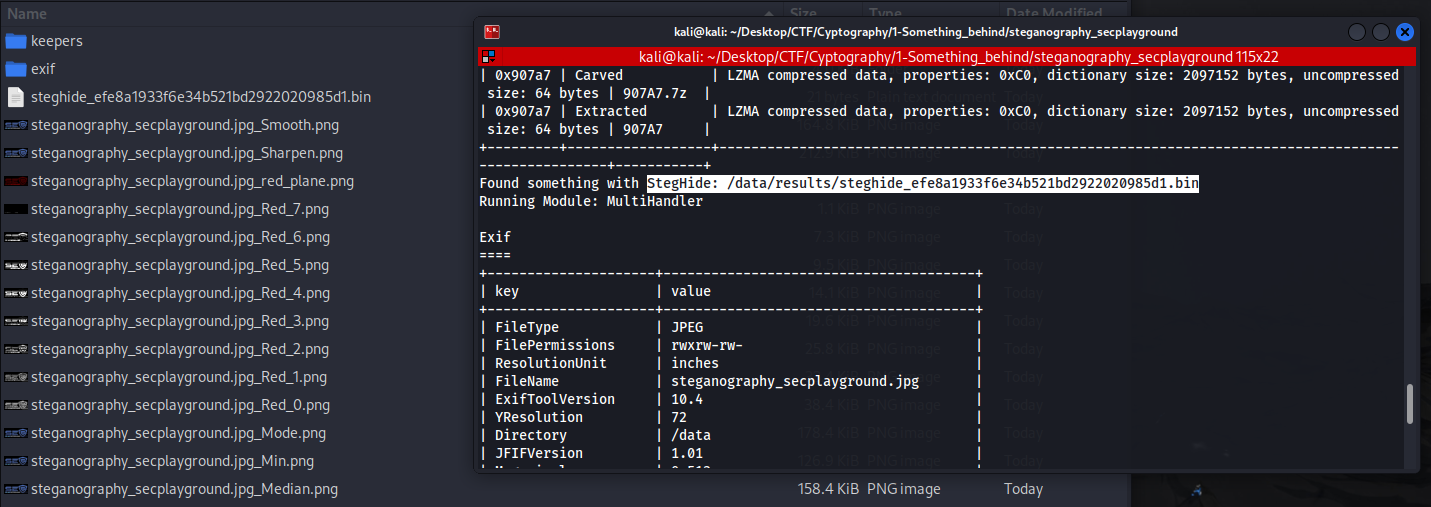 Name Size Type Date Modified
keepers
exif
steghide_efe8a1933f6e34b521bd2922020985d1.bin
steganography_secplayground.jpg_Smooth.png
steganography_secplayground.jpg_Sharpen.png
steganography_secplayground.jpg_red_plane.png
steganography_secplayground.jpg_Red_7.png
steganography_secplayground.jpg_Red_6.png
steganography_secplayground.jpg_Red_5.png
steganography_secplayground.jpg_Red_4.png
steganography_secplayground.jpg_Red_3.png
steganography_secplayground.jpg_Red_2.png
steganography_secplayground.jpg_Red_1.png
steganography_secplayground.jpg_Red_0.png
steganography_secplayground.jpg_Mode.png
steganography_secplayground.jpg_Min.png
steganography_secplayground.jpg_Median.png 158.4 KiB PNG image Today
kali@kali: ~/Desktop/CTF/Cyptography/1-Something_behind/steganography_secplayground
kali@kali: ~/Desktop/CTF/Cyptography/1-Something_behind/steganography_secplayground 115x22
| 0x907a7 | Carved | LZMA compressed data, properties: 0xC0, dictionary size: 2097152 bytes, uncompressed
size: 64 bytes | 907A7.7z |
| 0x907a7 | Extracted | LZMA compressed data, properties: 0xC0, dictionary size: 2097152 bytes, uncompressed
size: 64 bytes | 907A7 |
Found something with StegHide: /data/results/steghide_efe8a1933f6e34b521bd2922020985d1.bin
Running Module: MultiHandler
Exif
====
| key | value |
| FileType | JPEG |
| FilePermissions | rwxrw-rw- |
| ResolutionUnit | inches |
| FileName | steganography_secplayground.jpg |
| ExifToolVersion | 10.4 |
| YResolution | 72 |
| Directory | /data |
| JFIFVersion | 1.01 |